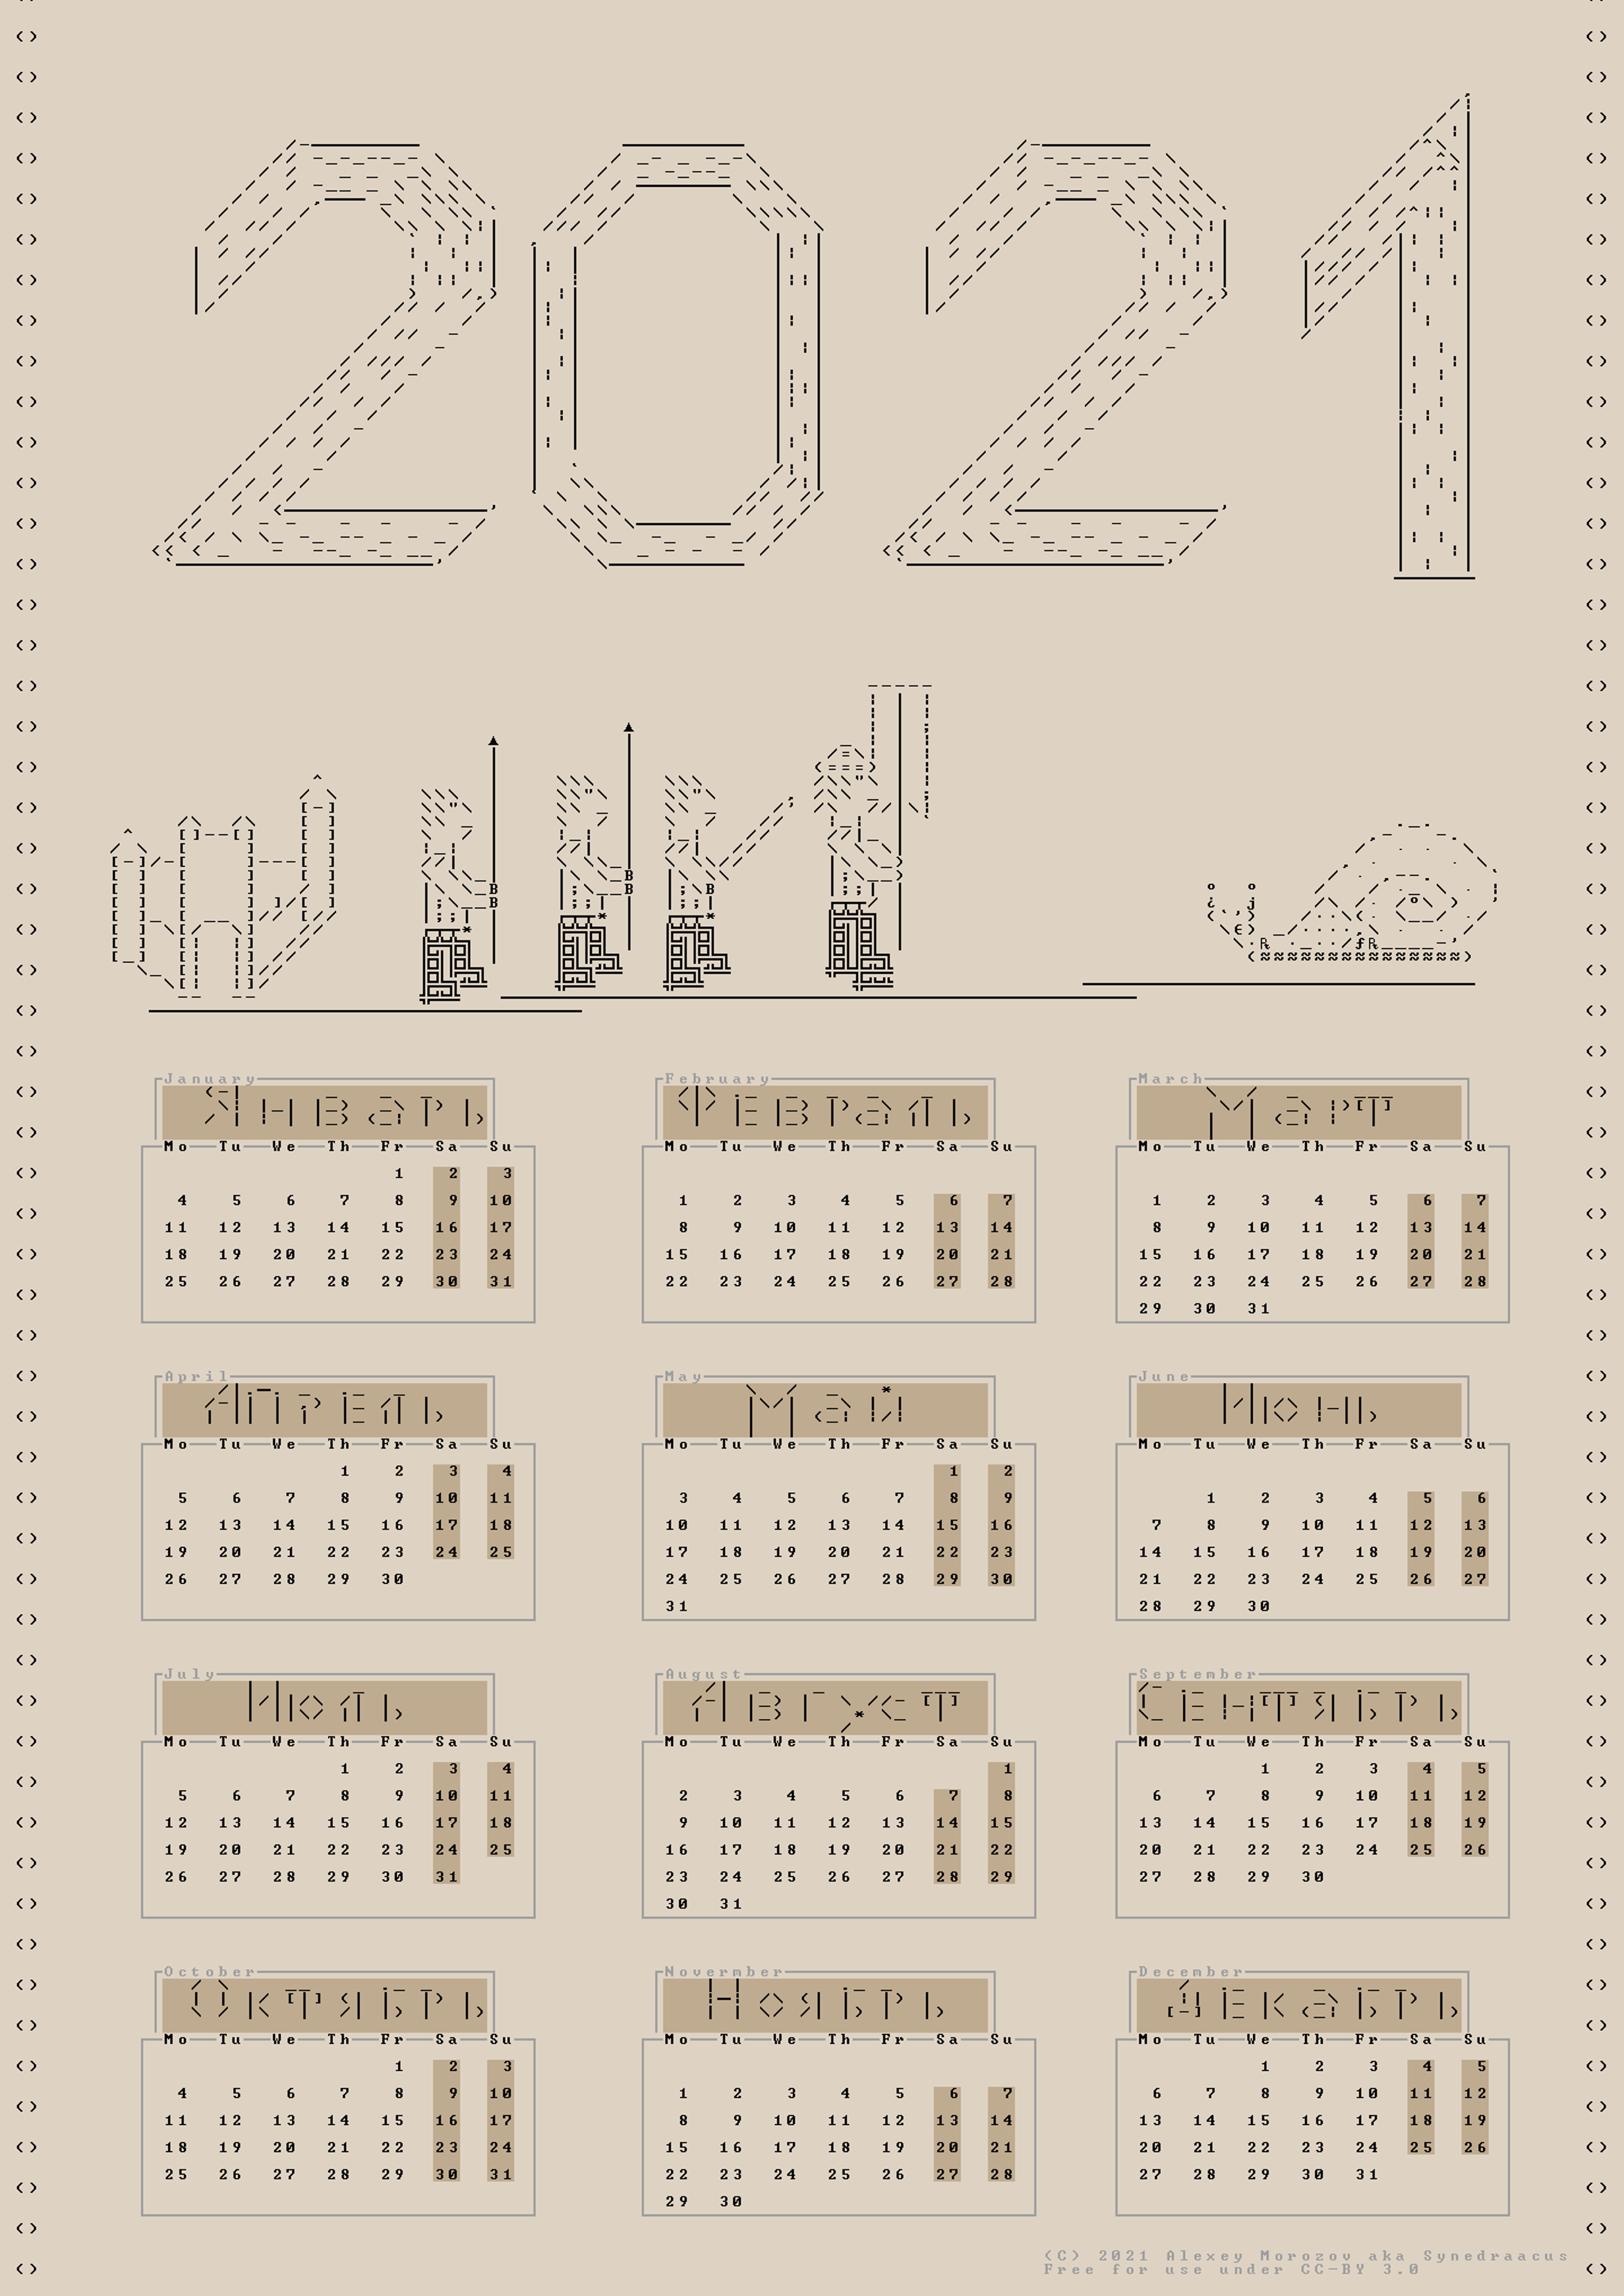 2021
January
Январь
Mo Tu We Th Fr Sa Su
1 2 3
4 5 6 7 8 9 10
11 12 13 14 15 16 17
18 19 20 21 22 23 24
25 26 27 28 29 30 31
February
Февраль
Mo Tu We Th Fr Sa Su
1 2 3 4 5 6 7
8 9 10 11 12 13 14
15 16 17 18 19 20 21
22 23 24 25 26 27 28
March
Март
Mo Tu We Th Fr Sa Su
1 2 3 4 5 6 7
8 9 10 11 12 13 14
15 16 17 18 19 20 21
22 23 24 25 26 27 28
29 30 31
April
Апрель
Mo Tu We Th Fr Sa Su
1 2 3 4
5 6 7 8 9 10 11
12 13 14 15 16 17 18
19 20 21 22 23 24 25
26 27 28 29 30
May
Май
Mo Tu We Th Fr Sa Su
1 2
3 4 5 6 7 8 9
10 11 12 13 14 15 16
17 18 19 20 21 22 23
24 25 26 27 28 29 30
31
June
Июнь
Mo Tu We Th Fr Sa Su
1 2 3 4 5 6
7 8 9 10 11 12 13
14 15 16 17 18 19 20
21 22 23 24 25 26 27
28 29 30
July
Июль
Mo Tu We Th Fr Sa Su
1 2 3 4
5 6 7 8 9 10 11
12 13 14 15 16 17 18
19 20 21 22 23 24 25
26 27 28 29 30 31
August
Август
Mo Tu We Th Fr Sa Su
1
2 3 4 5 6 7 8
9 10 11 12 13 14 15
16 17 18 19 20 21 22
23 24 25 26 27 28 29
30 31
September
Сентябрь
Mo Tu We Th Fr Sa Su
1 2 3 4 5
6 7 8 9 10 11 12
13 14 15 16 17 18 19
20 21 22 23 24 25 26
27 28 29 30
October
Октябрь
Mo Tu We Th Fr Sa Su
1 2 3
4 5 6 7 8 9 10
11 12 13 14 15 16 17
18 19 20 21 22 23 24
25 26 27 28 29 30 31
Novermber
Ноябрь
Mo Tu We Th Fr Sa Su
1 2 3 4 5 6 7
8 9 10 11 12 13 14
15 16 17 18 19 20 21
22 23 24 25 26 27 28
29 30
December
Декабрь
Mo Tu We Th Fr Sa Su
1 2 3 4 5
6 7 8 9 10 11 12
13 14 15 16 17 18 19
20 21 22 23 24 25 26
27 28 29 30 31
(C) 2021 Alexey Morozov aka Synedraacus
Free for use under CC-BY 3.0